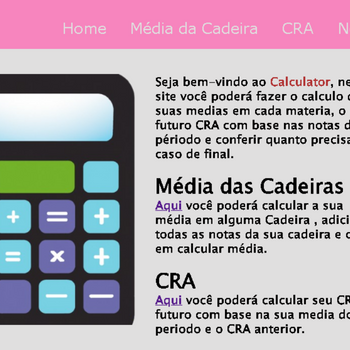 Home Média da Cadeira CRA N
Seja bem-vindo ao Calculator, ne
site você poderá fazer o calculo d
suas medias em cada materia, o
futuro CRA com base nas notas d
périodo e conferir quanto precisa
caso de final.
Média das Cadeiras
Aqui você poderá calcular a sua
média em alguma Cadeira , adici
todas as notas da sua cadeira e c
em calcular média.
CRA
Aqui você poderá calcular seu CR
futuro com base na sua media do
periodo e o CRA anterior.